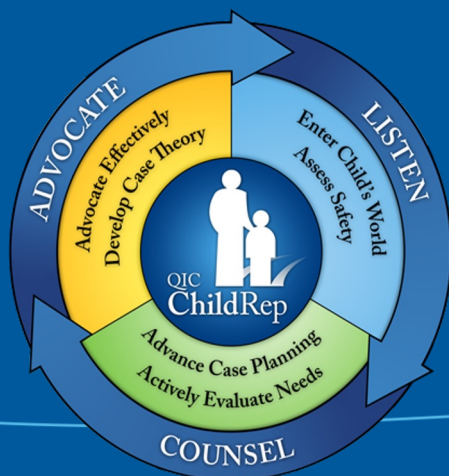 ADVOCATE
LISTEN
COUNSEL
Advocate Effectively
Develop Case Theory
Enter Child's World
Assess Safety
QIC
ChildRep
Advance Case Planning
Actively Evaluate Needs